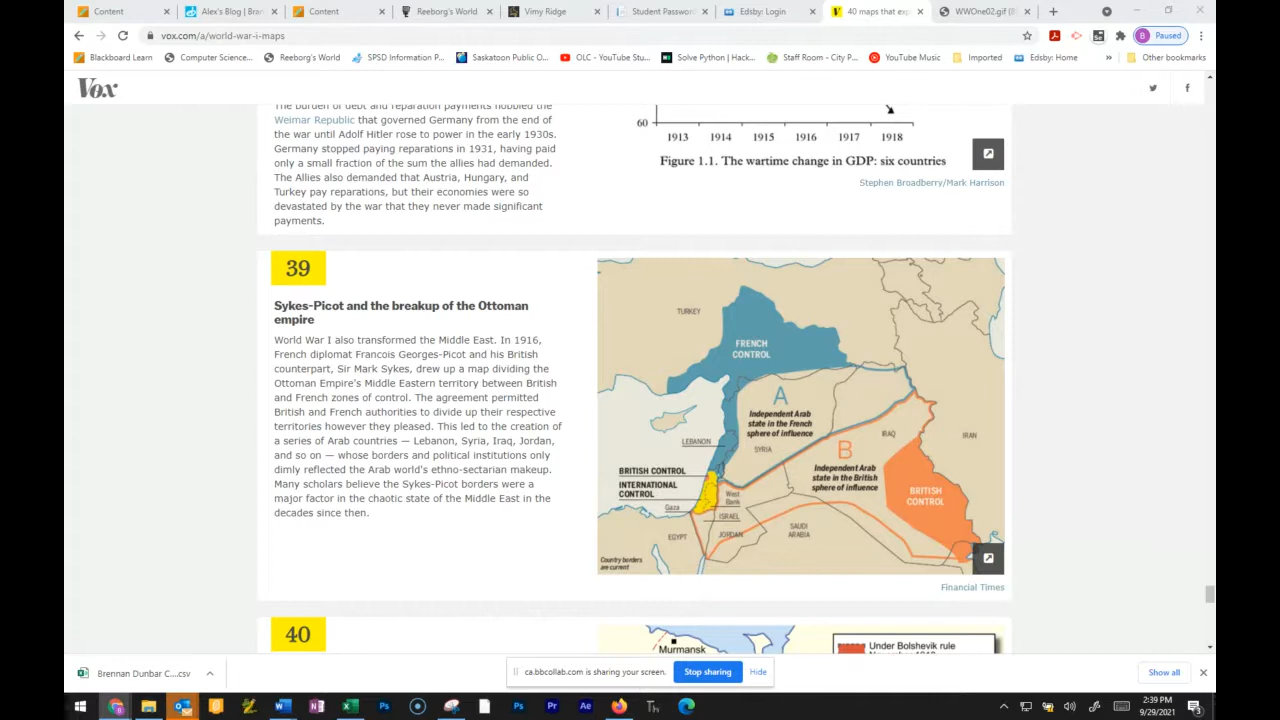 Content
Alex's Blog | Bran
Content
Reeborg's World
Vimy Ridge
Student Password
Edsby: Login
40 maps that exp
WWOne02.gif (8
vox.com/a/world-war-i-maps
B Paused
Blackboard Learn
Computer Science...
Reeborg's World
SPSD Information P...
Saskatoon Public O...
OLC - YouTube Stu...
Solve Python | Hack...
Staff Room - City P...
YouTube Music
Imported
Edsby: Home
»
Other bookmarks
Vox
The burden of debt and reparation payments hobbled the
Weimar Republic that governed Germany from the end of
the war until Adolf Hitler rose to power in the early 1930s.
Germany stopped paying reparations in 1931, having paid
only a small fraction of the sum the allies had demanded.
The Allies also demanded that Austria, Hungary, and
Turkey pay reparations, but their economies were so
devastated by the war that they never made significant
payments.
60
1913 1914 1915 1916 1917 1918
Figure 1.1. The wartime change in GDP: six countries
Stephen Broadberry/Mark Harrison
39
Sykes-Picot and the breakup of the Ottoman
empire
World War I also transformed the Middle East. In 1916,
French diplomat Francois Georges-Picot and his British
counterpart, Sir Mark Sykes, drew up a map dividing the
Ottoman Empire's Middle Eastern territory between British
and French zones of control. The agreement permitted
British and French authorities to divide up their respective
territories however they pleased. This led to the creation of
a series of Arab countries — Lebanon, Syria, Iraq, Jordan,
and so on — whose borders and political institutions only
dimly reflected the Arab world's ethno-sectarian makeup.
Many scholars believe the Sykes-Picot borders were a
major factor in the chaotic state of the Middle East in the
decades since then.
TURKEY
FRENCH
CONTROL
A
Independent Arab
state in the French
sphere of influence
LEBANON
SYRIA
IRAQ
IRAN
B
Independent Arab
state in the British
sphere of influence
BRITISH CONTROL
INTERNATIONAL
CONTROL
BRITISH
CONTROL
West
Bank
Gaza
ISRAEL
EGYPT
JORDAN
SAUDI
ARABIA
Country borders
are current
Financial Times
40
Murmansk
Under Bolshevik rule
Brennan Dunbar C....csv
ca.bbcollab.com is sharing your screen.
Stop sharing
Hide
Show all
2:39 PM
9/29/2021
3